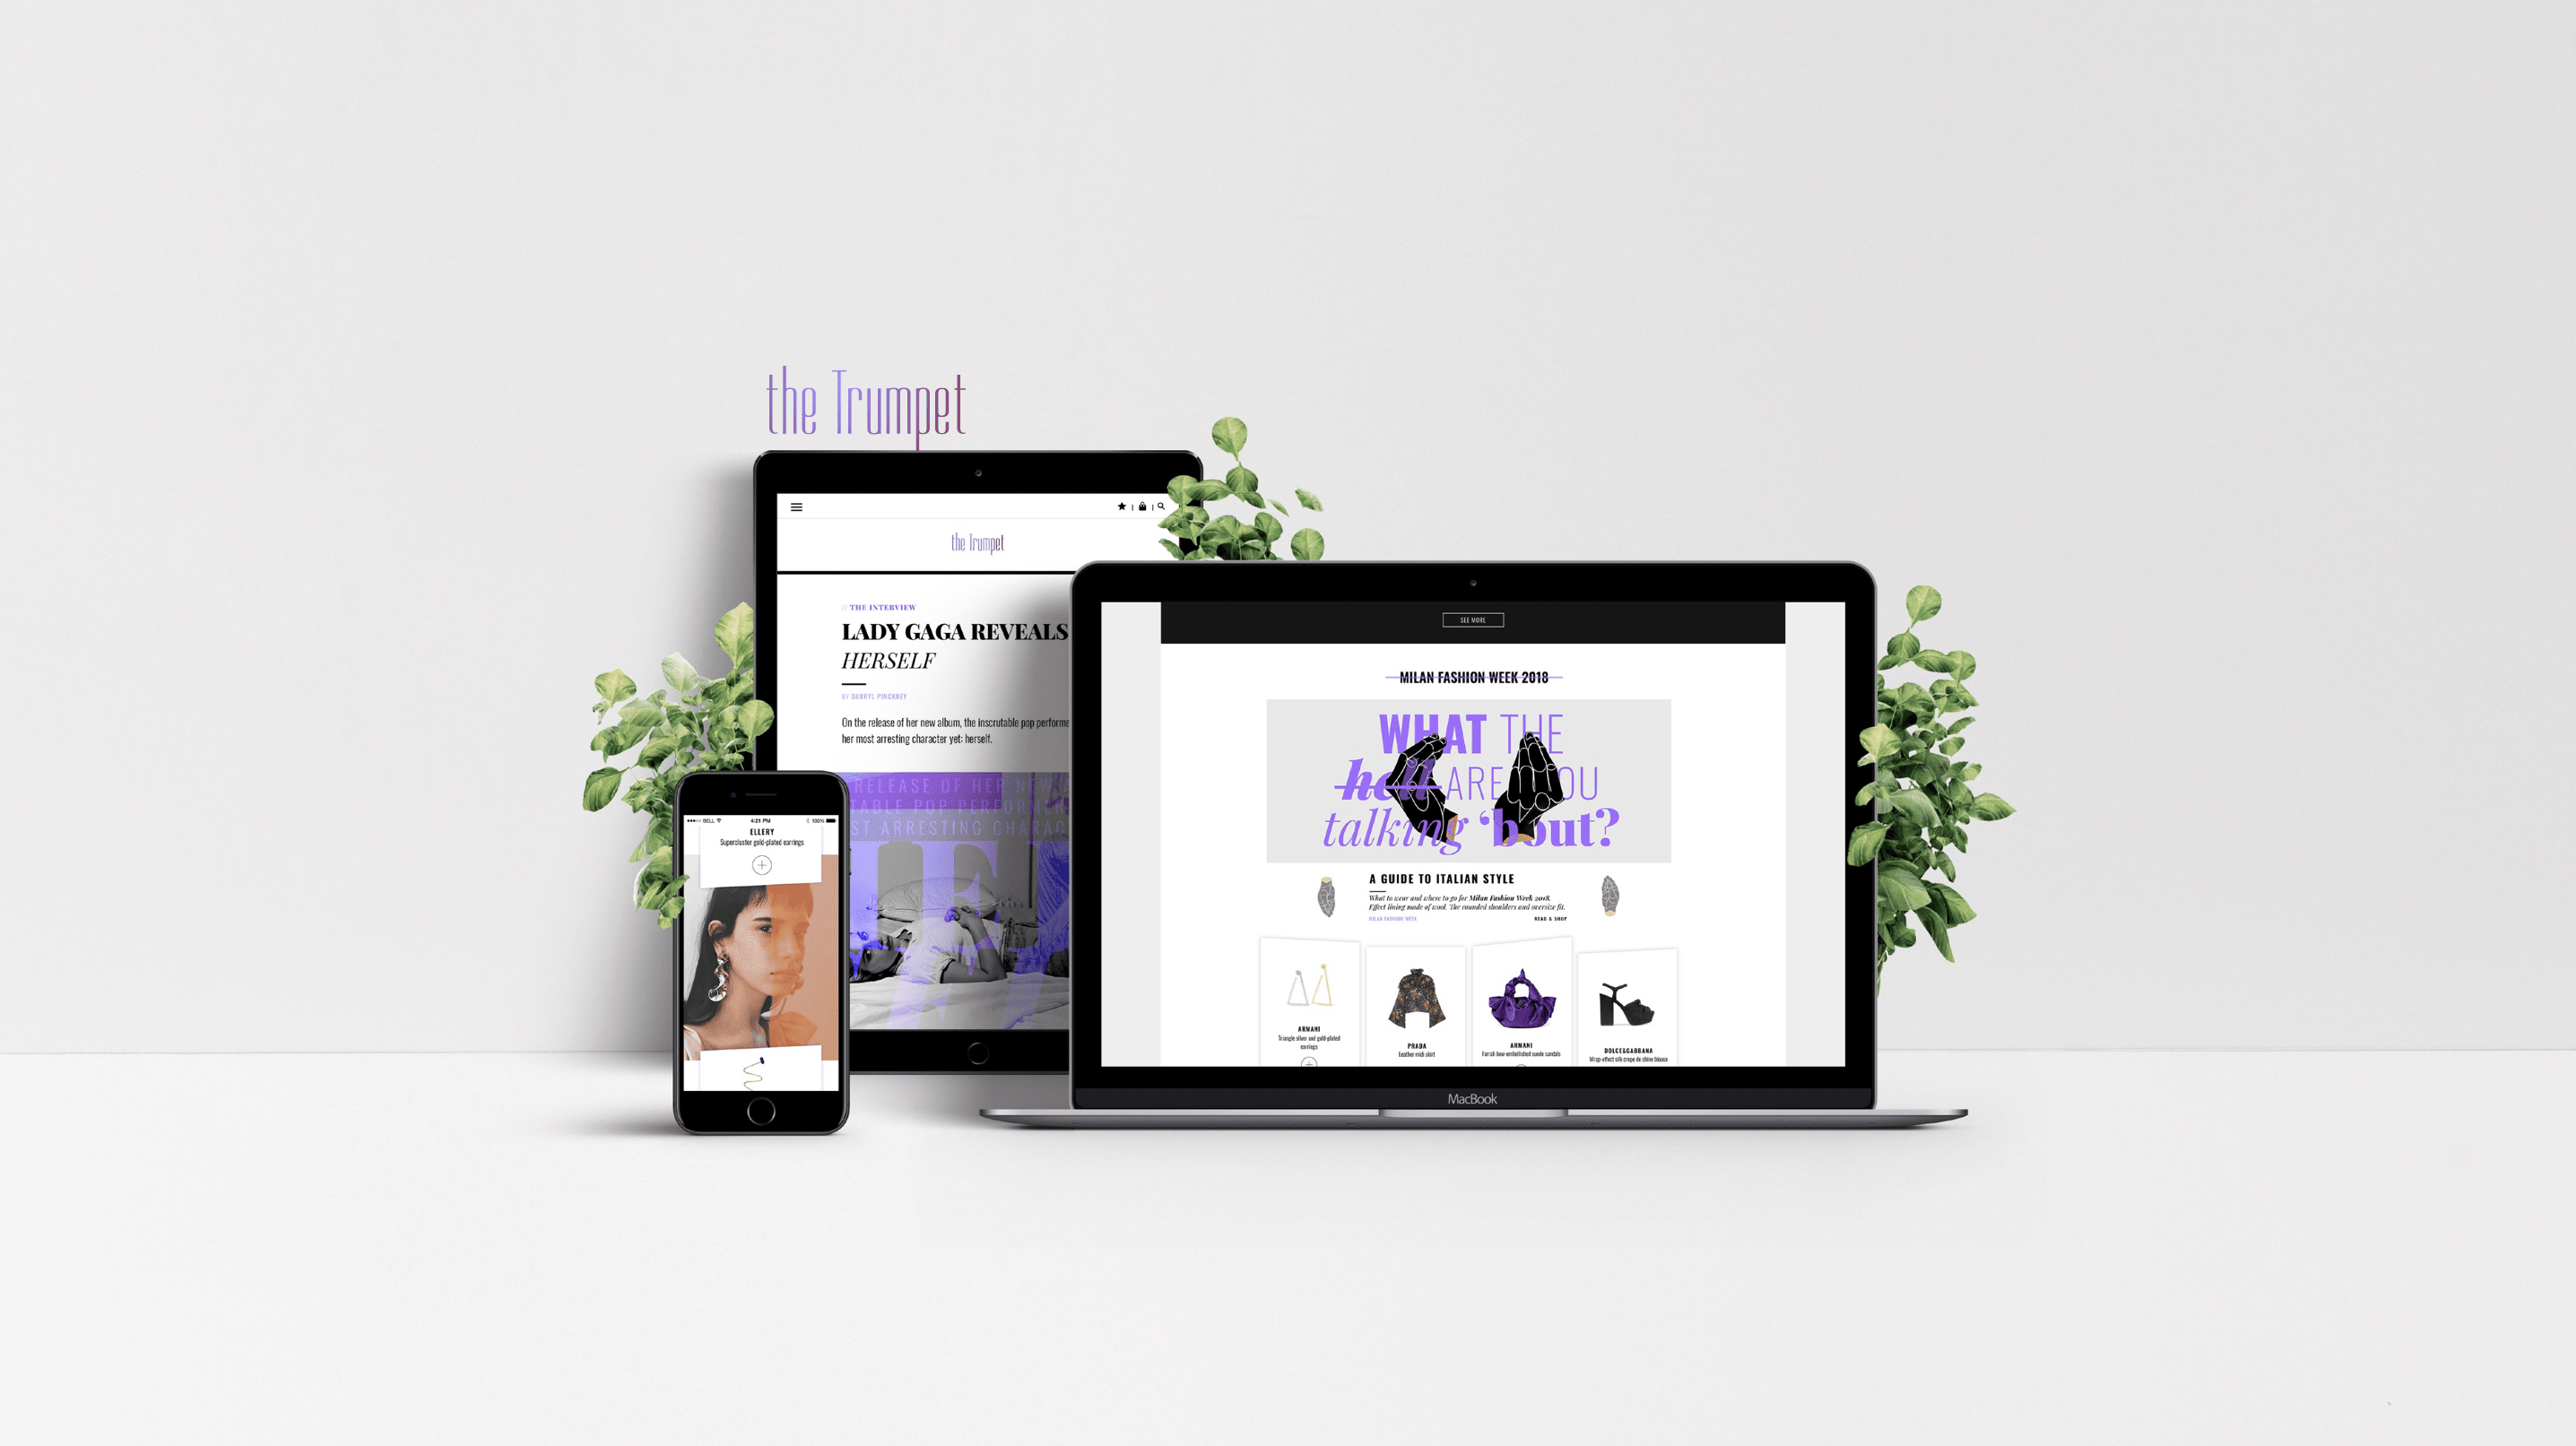 the Trumpet
the Trumpet
// THE INTERVIEW
LADY GAGA REVEALS
HERSELF
BY DARRYL PINCKNEY
On the release of her new album, the inscrutable pop performe
her most arresting character yet: herself.
RELEASE OF HER NEW A
TABLE POP PERFORM
ST ARRESTING CHARAC
BELL
4:21 PM
100%
ELLERY
Supercluster gold-plated earrings
SEE MORE
MILAN FASHION WEEK 2018
WHAT THE
hell ARE YOU
talking ‘bout?
A GUIDE TO ITALIAN STYLE
What to wear and where to go for Milan Fashion Week 2018.
Effect lining made of wool. The rounded shoulders and oversize fit.
MILAN FASHION WEEK
READ & SHOP
ARMANI
Triangle silver and gold-plated
earrings
PRADA
Leather midi skirt
ARMANI
Farrah bow-embellished suede sandals
DOLCE&GABBANA
Wrap-effect silk crepe de chine blouse
MacBook